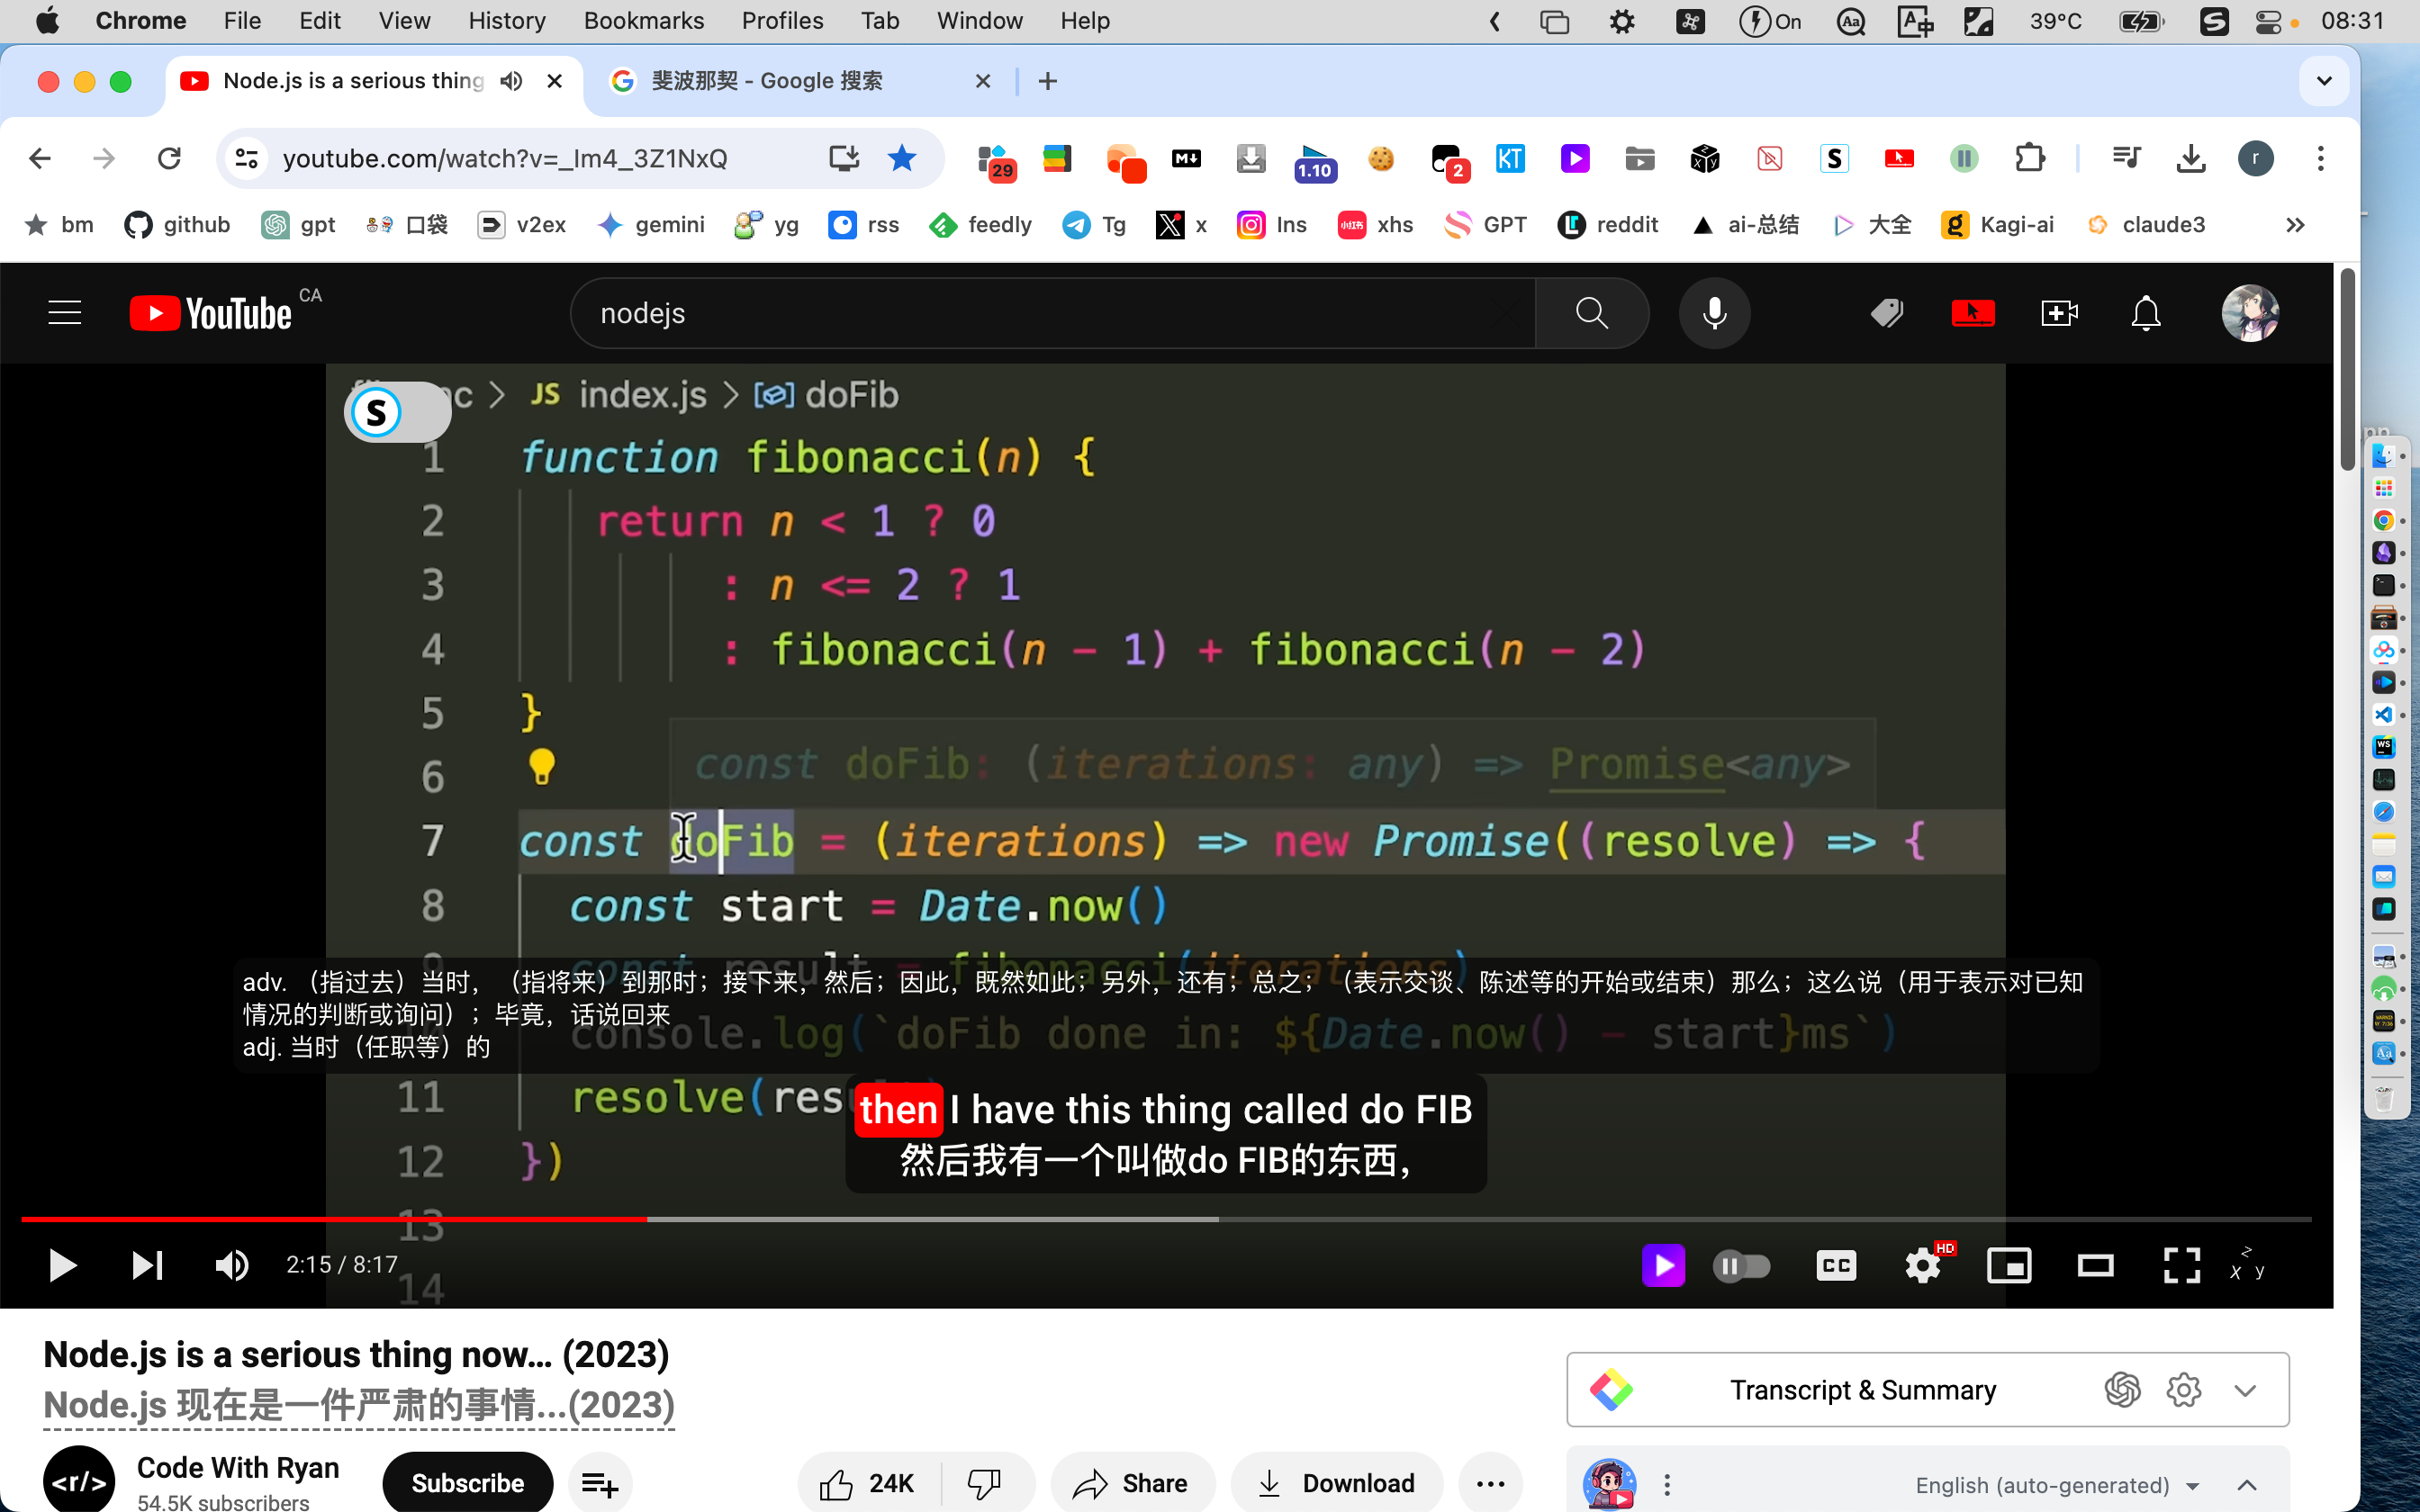 Chrome File Edit View History Bookmarks Profiles Tab Window Help On 39°C 08:31
Node.js is a serious thing
斐波那契 - Google 搜索
youtube.com/watch?v=_Im4_3Z1NxQ
29 1.10 2 KT S r
bm github gpt 口袋 v2ex gemini yg rss feedly Tg x Ins xhs GPT reddit ai-总结 大全 Kagi-ai claude3
YouTube CA
nodejs
S
c > JS index.js > doFib
1 function fibonacci(n) {
2 return n < 1 ? 0
3 : n <= 2 ? 1
4 : fibonacci(n - 1) + fibonacci(n - 2)
5 }
6 const doFib: (iterations: any) => Promise<any>
7 const doFib = (iterations) => new Promise((resolve) => {
8 const start = Date.now()
9 const result = fibonacci(iterations)
adv. （指过去）当时，（指将来）到那时；接下来，然后；因此，既然如此；另外，还有；总之；（表示交谈、陈述等的开始或结束）那么；这么说（用于表示对已知
情况的判断或询问）；毕竟，话说回来
10 console.log(`doFib done in: ${Date.now() - start}ms`)
adj. 当时（任职等）的
11 resolve(res
then I have this thing called do FIB
然后我有一个叫做do FIB的东西，
12 })
13
14
2:15 / 8:17
CC HD
Node.js is a serious thing now... (2023)
Node.js 现在是一件严肃的事情...(2023)
Transcript & Summary
<r/>
Code With Ryan
54.5K subscribers
Subscribe
24K
Share
Download
English (auto-generated)